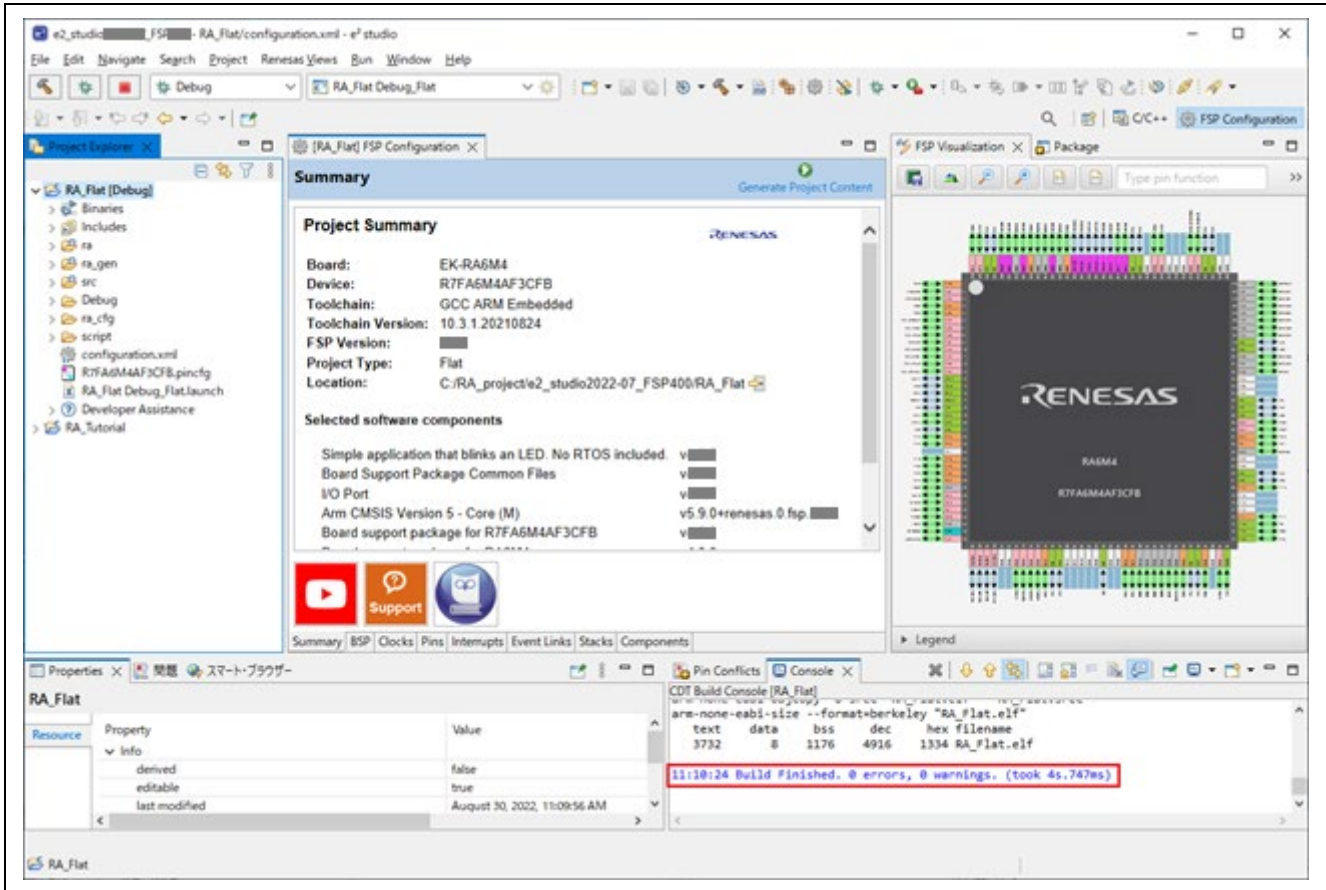 e2_studio _FSP - RA_Flat/configuration.xml - e² studio
File Edit Navigate Search Project Renesas Views Run Window Help
Debug RA_Flat Debug_Flat
C/C++ FSP Configuration
Project Explorer
RA_Flat [Debug]
Binaries
Includes
ra
ra_gen
src
Debug
ra_cfg
script
configuration.xml
R7FA6M4AF3CFB.pincfg
RA_Flat Debug_Flat.launch
Developer Assistance
RA_Tutorial
[RA_Flat] FSP Configuration
Summary
Generate Project Content
Project Summary
RENESAS
Board: EK-RA6M4
Device: R7FA6M4AF3CFB
Toolchain: GCC ARM Embedded
Toolchain Version: 10.3.1.20210824
FSP Version:
Project Type: Flat
Location: C:/RA_project/e2_studio2022-07_FSP400/RA_Flat
Selected software components
Simple application that blinks an LED. No RTOS included. v
Board Support Package Common Files v
I/O Port v
Arm CMSIS Version 5 - Core (M) v5.9.0+renesas.0.fsp.
Board support package for R7FA6M4AF3CFB v
Support
Summary BSP Clocks Pins Interrupts Event Links Stacks Components
FSP Visualization Package
Type pin function
RENESAS
RA6M4
R7FA6M4AF3CFB
Legend
Properties 問題 スマート・ブラウザー
RA_Flat
Resource
Property Value
Info
derived false
editable true
last modified August 30, 2022, 11:09:56 AM
Pin Conflicts Console
CDT Build Console [RA_Flat]
arm-none-eabi-size --format=berkeley "RA_Flat.elf"
text data bss dec hex filename
3732 8 1176 4916 1334 RA_Flat.elf
11:10:24 Build Finished. 0 errors, 0 warnings. (took 4s.747ms)
RA_Flat